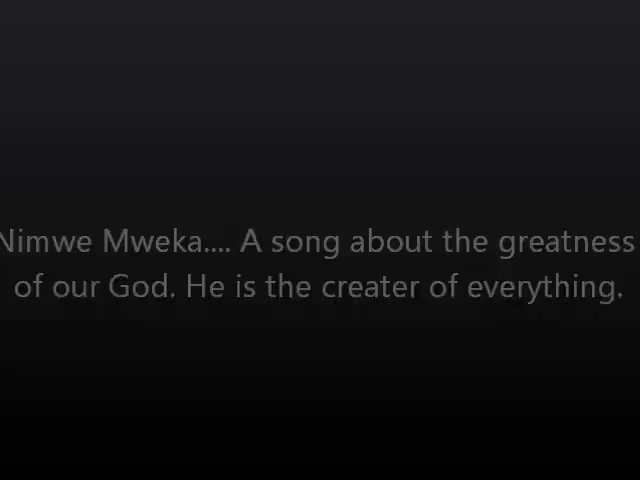 Nimwe Mweka.... A song about the greatness
of our God. He is the creater of everything.